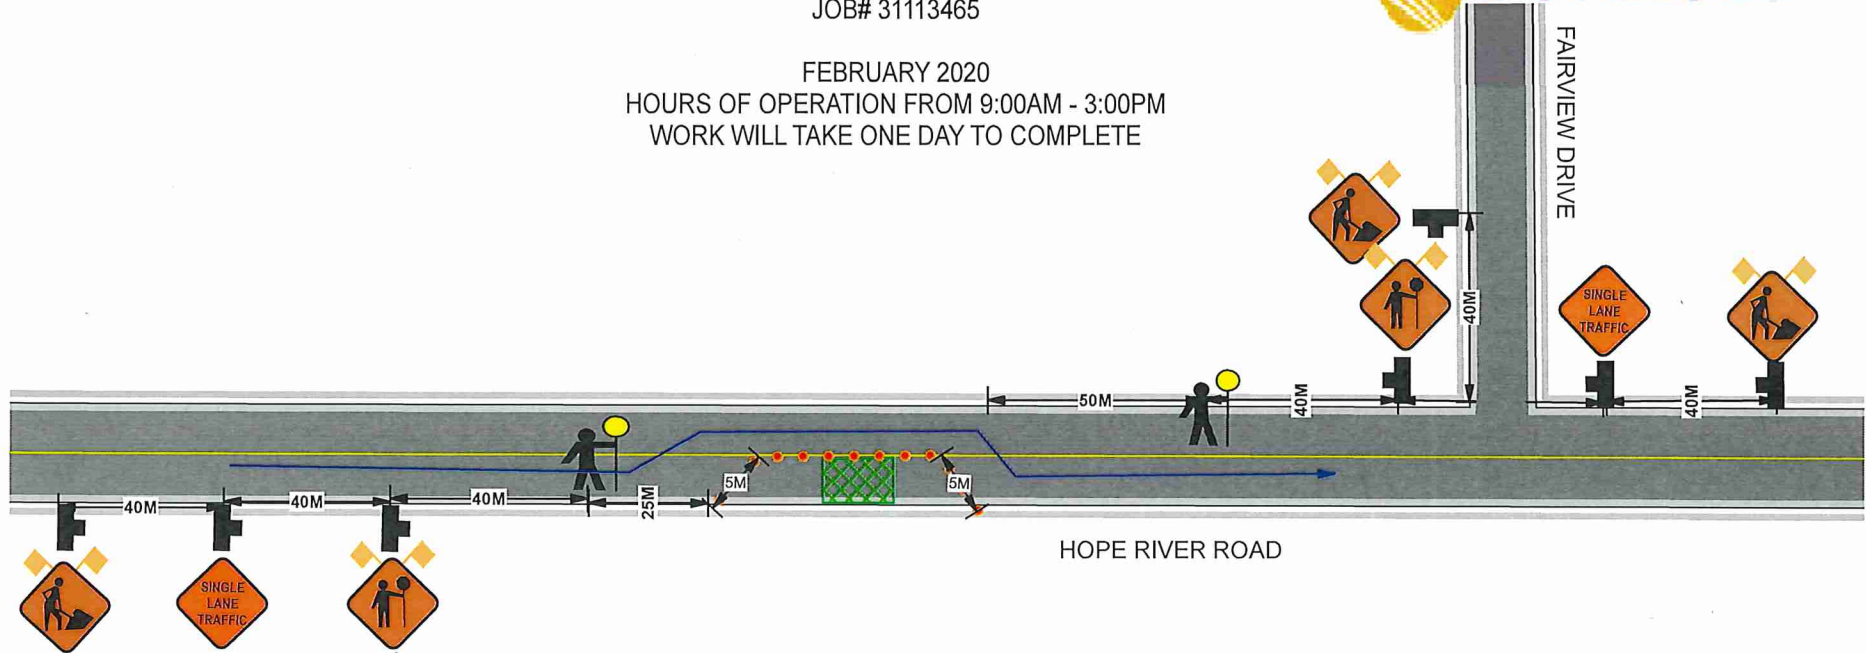 JOB# 31113465
FEBRUARY 2020
HOURS OF OPERATION FROM 9:00AM - 3:00PM
WORK WILL TAKE ONE DAY TO COMPLETE
FAIRVIEW DRIVE
40M
SINGLE
LANE
TRAFFIC
50M
40M
40M
40M
40M
40M
25M
5M
5M
HOPE RIVER ROAD
SINGLE
LANE
TRAFFIC